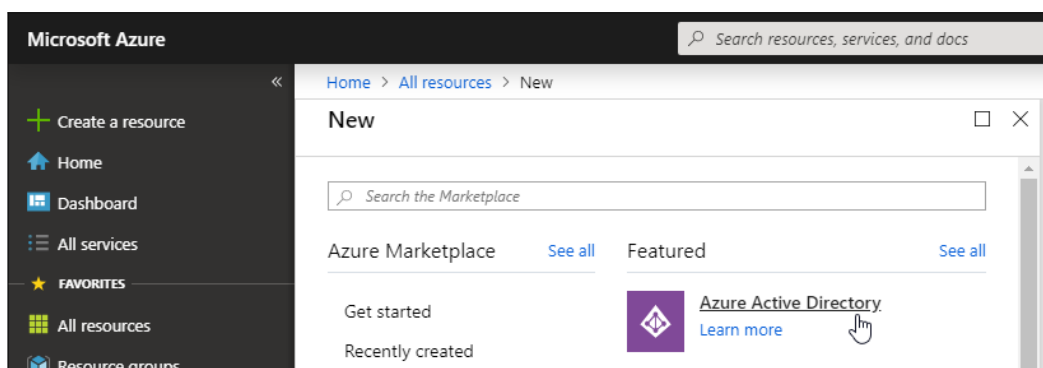 Microsoft Azure
Search resources, services, and docs
«
Home > All resources > New
Create a resource
Home
Dashboard
All services
FAVORITES
All resources
Resource groups
New
Search the Marketplace
Azure Marketplace See all
Get started
Recently created
Featured See all
Azure Active Directory
Learn more